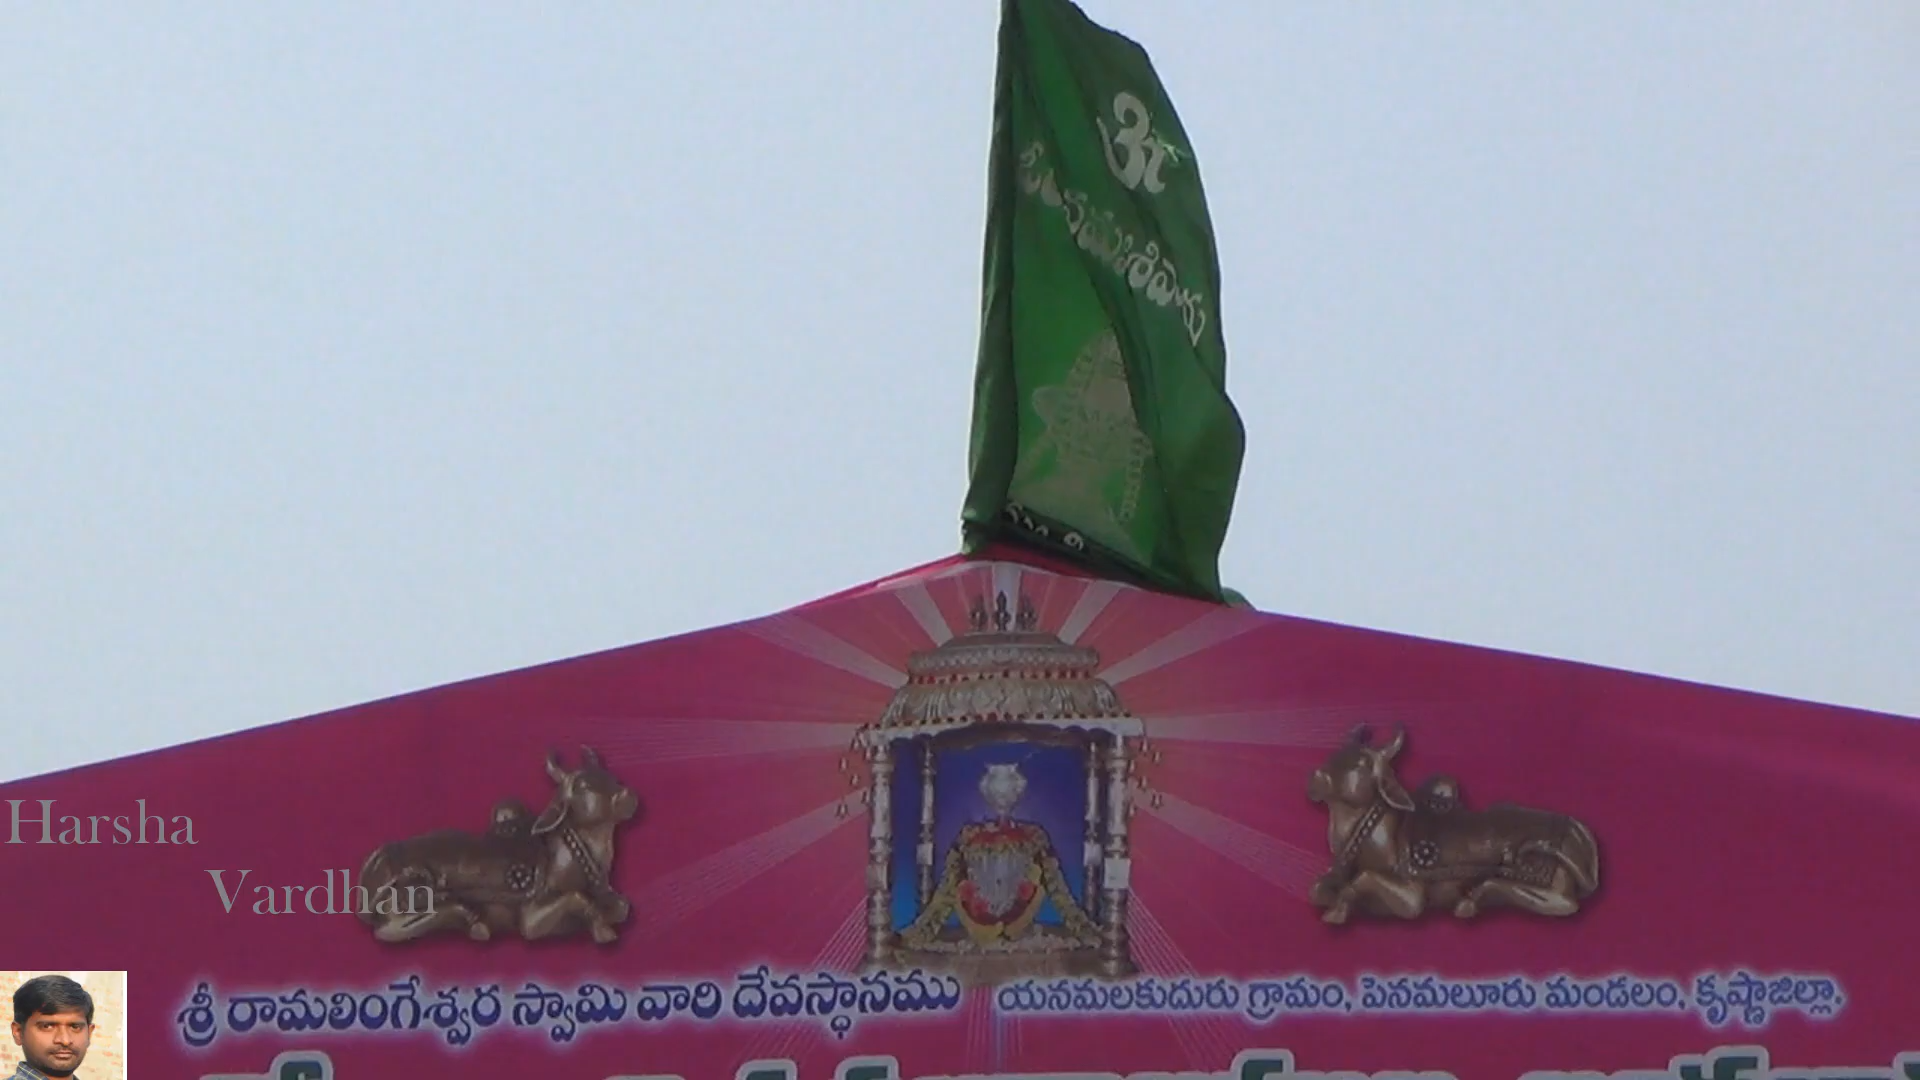 ॐ
నమఃశివాయ
Harsha
Vardhan
శ్రీ రామలింగేశ్వర స్వామి వారి దేవస్థానము యనమలకుదురు గ్రామం, పెనమలూరు మండలం, కృష్ణాజిల్లా.